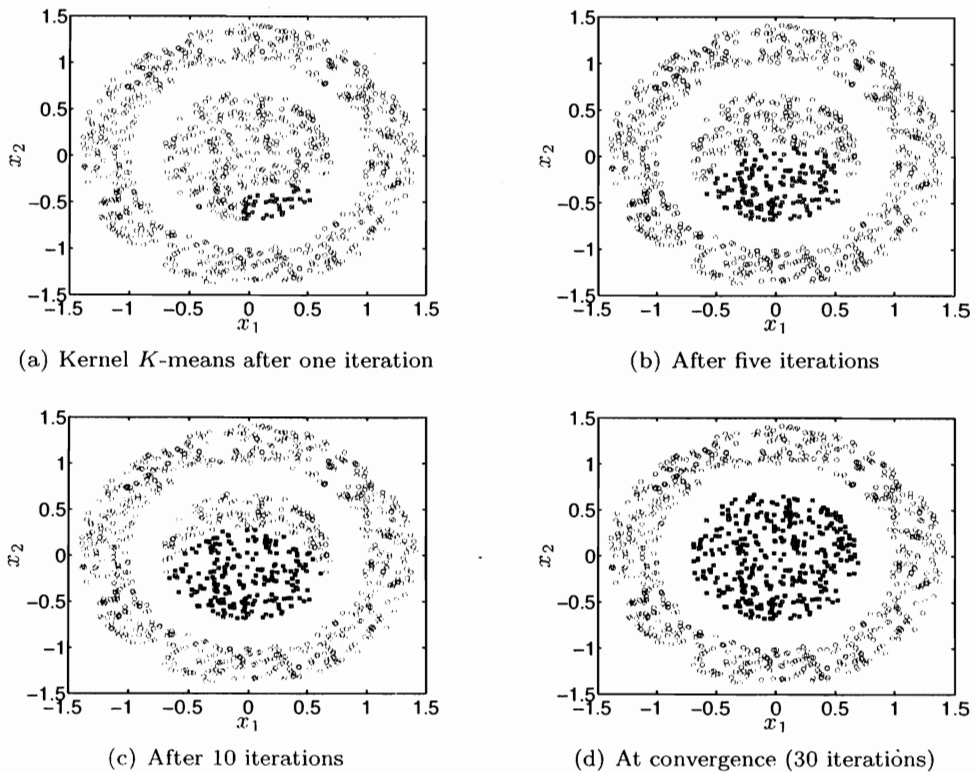 1.5
1
0.5
0
−0.5
−1
−1.5
x2
−1.5 −1 −0.5 0 0.5 1 1.5
x1
(a) Kernel K-means after one iteration
1.5
1
0.5
0
−0.5
−1
−1.5
x2
−1.5 −1 −0.5 0 0.5 1 1.5
x1
(b) After five iterations
1.5
1
0.5
0
−0.5
−1
−1.5
x2
−1.5 −1 −0.5 0 0.5 1 1.5
x1
(c) After 10 iterations
1.5
1
0.5
0
−0.5
−1
−1.5
x2
−1.5 −1 −0.5 0 0.5 1 1.5
x1
(d) At convergence (30 iterations)